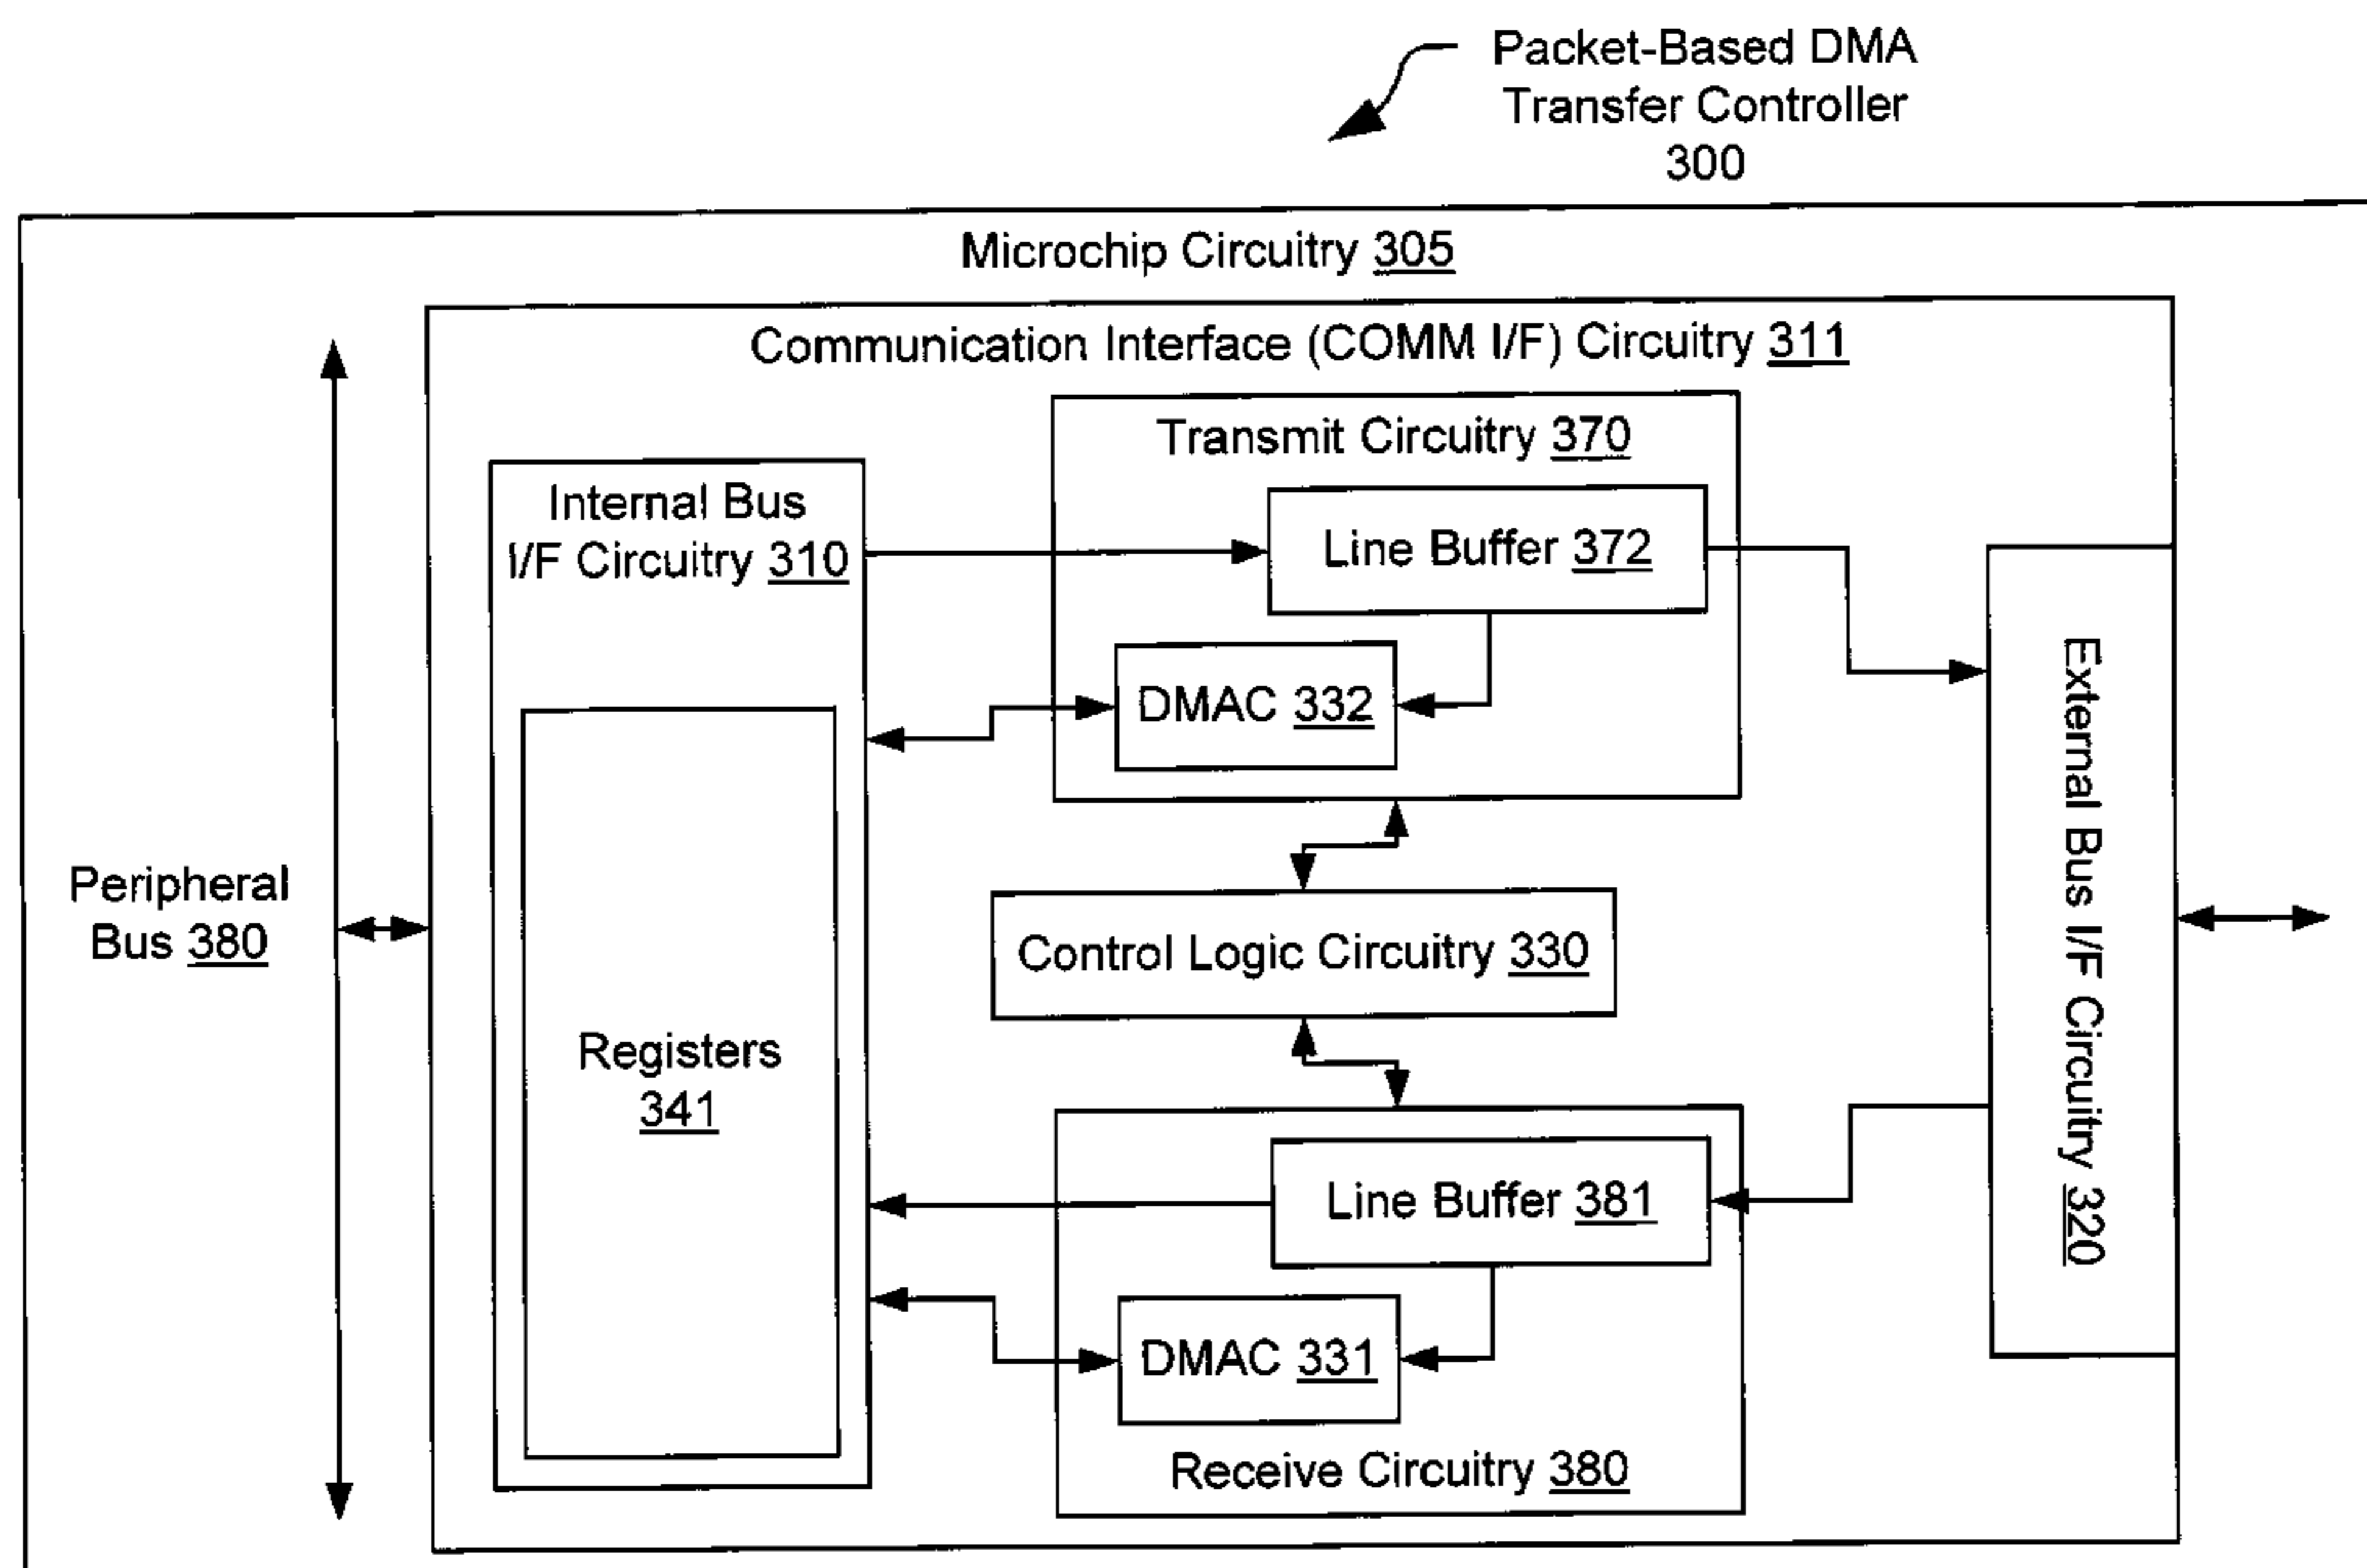 Packet-Based DMA
Transfer Controller
300
Microchip Circuitry 305
Communication Interface (COMM I/F) Circuitry 311
Transmit Circuitry 370
Internal Bus
I/F Circuitry 310
Line Buffer 372
DMAC 332
External Bus I/F Circuitry 320
Peripheral
Bus 380
Control Logic Circuitry 330
Registers
341
Line Buffer 381
DMAC 331
Receive Circuitry 380